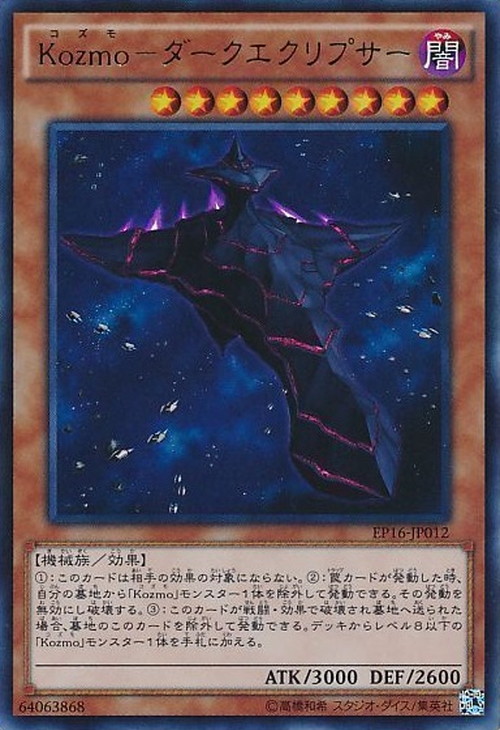 コズモ
Kozmo－ダークエクリプサー
やみ
闇
EP16-JP012
【機械族／効果】
①：このカードは相手の効果の対象にならない。②：罠カードが発動した時、
自分の墓地から「Kozmo」モンスター1体を除外して発動できる。その発動を
無効にし破壊する。③：このカードが戦闘・効果で破壊され墓地へ送られた
場合、墓地のこのカードを除外して発動できる。デッキからレベル８以下の
「Kozmo」モンスター1体を手札に加える。
ATK/3000 DEF/2600
64063868
©高橋和希 スタジオ・ダイス/集英社